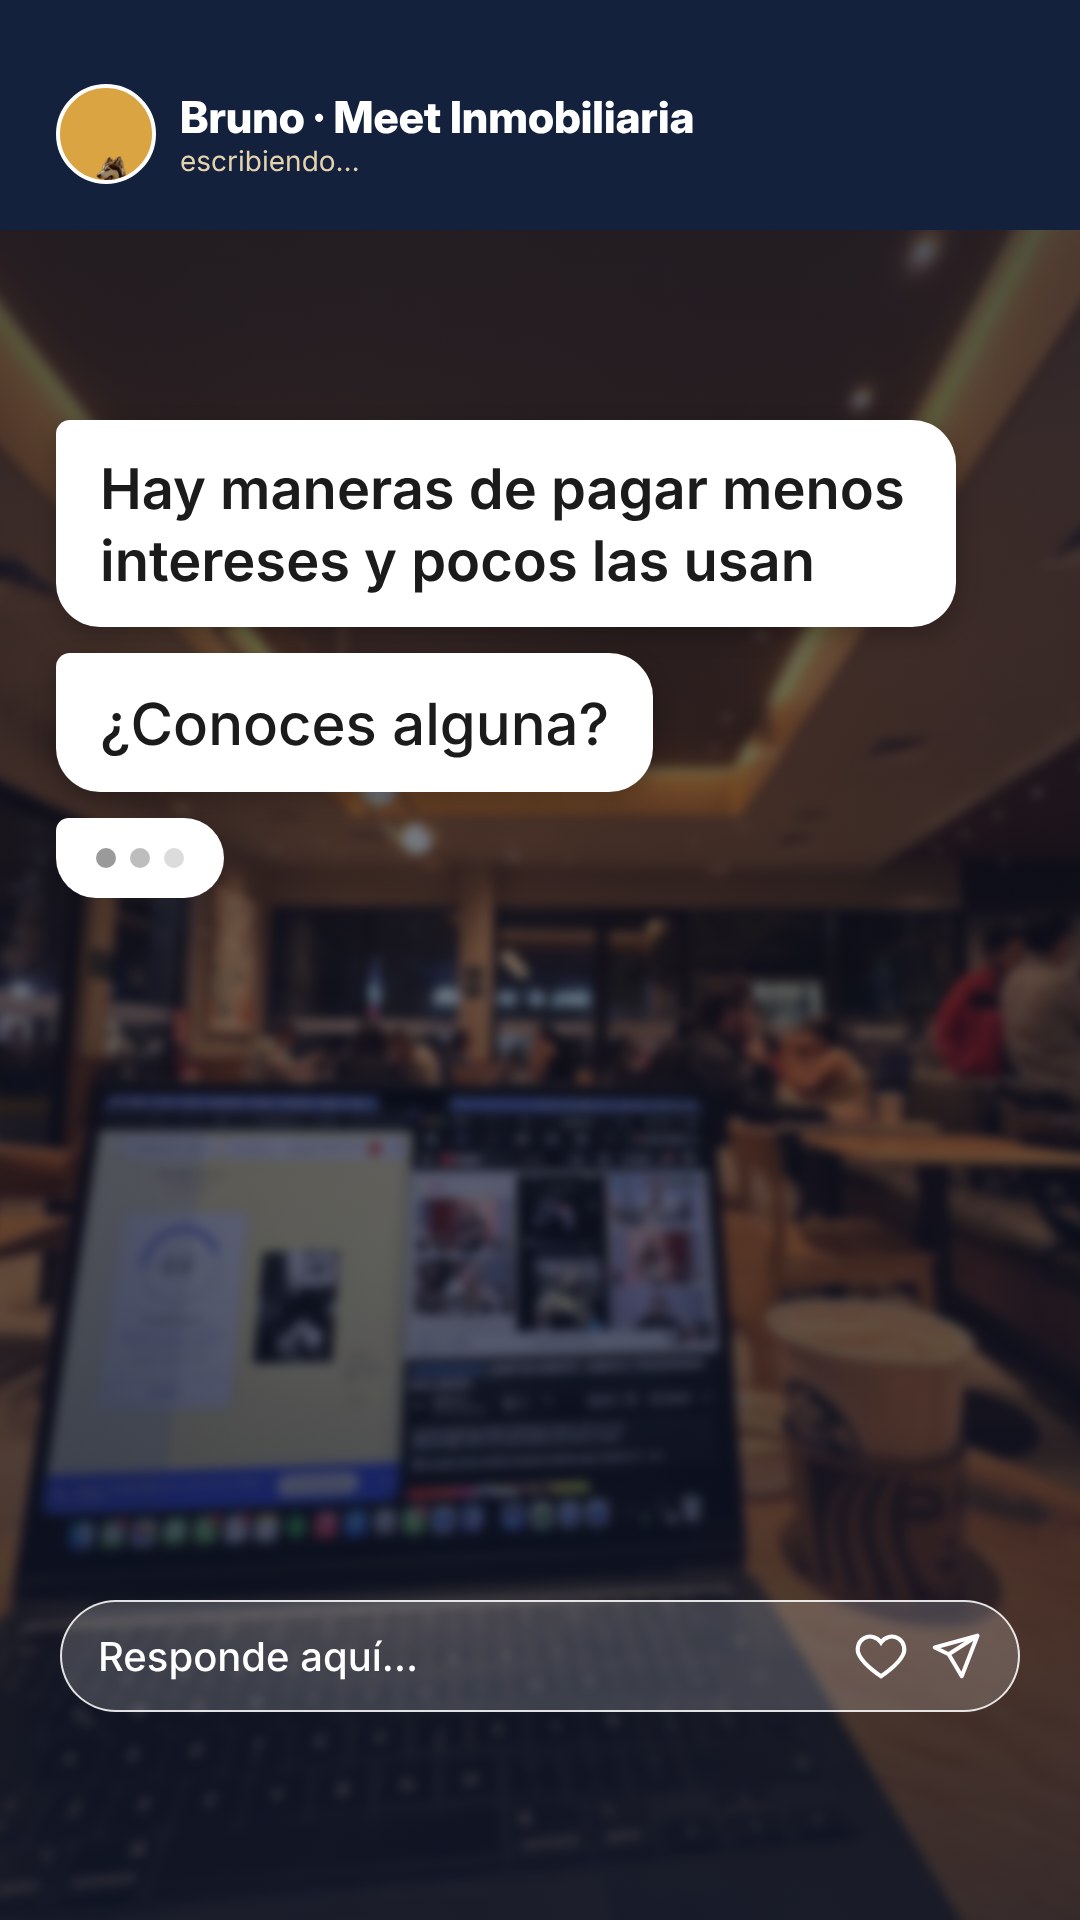 Bruno · Meet Inmobiliaria
escribiendo...
Hay maneras de pagar menos
intereses y pocos las usan
¿Conoces alguna?
Responde aquí...